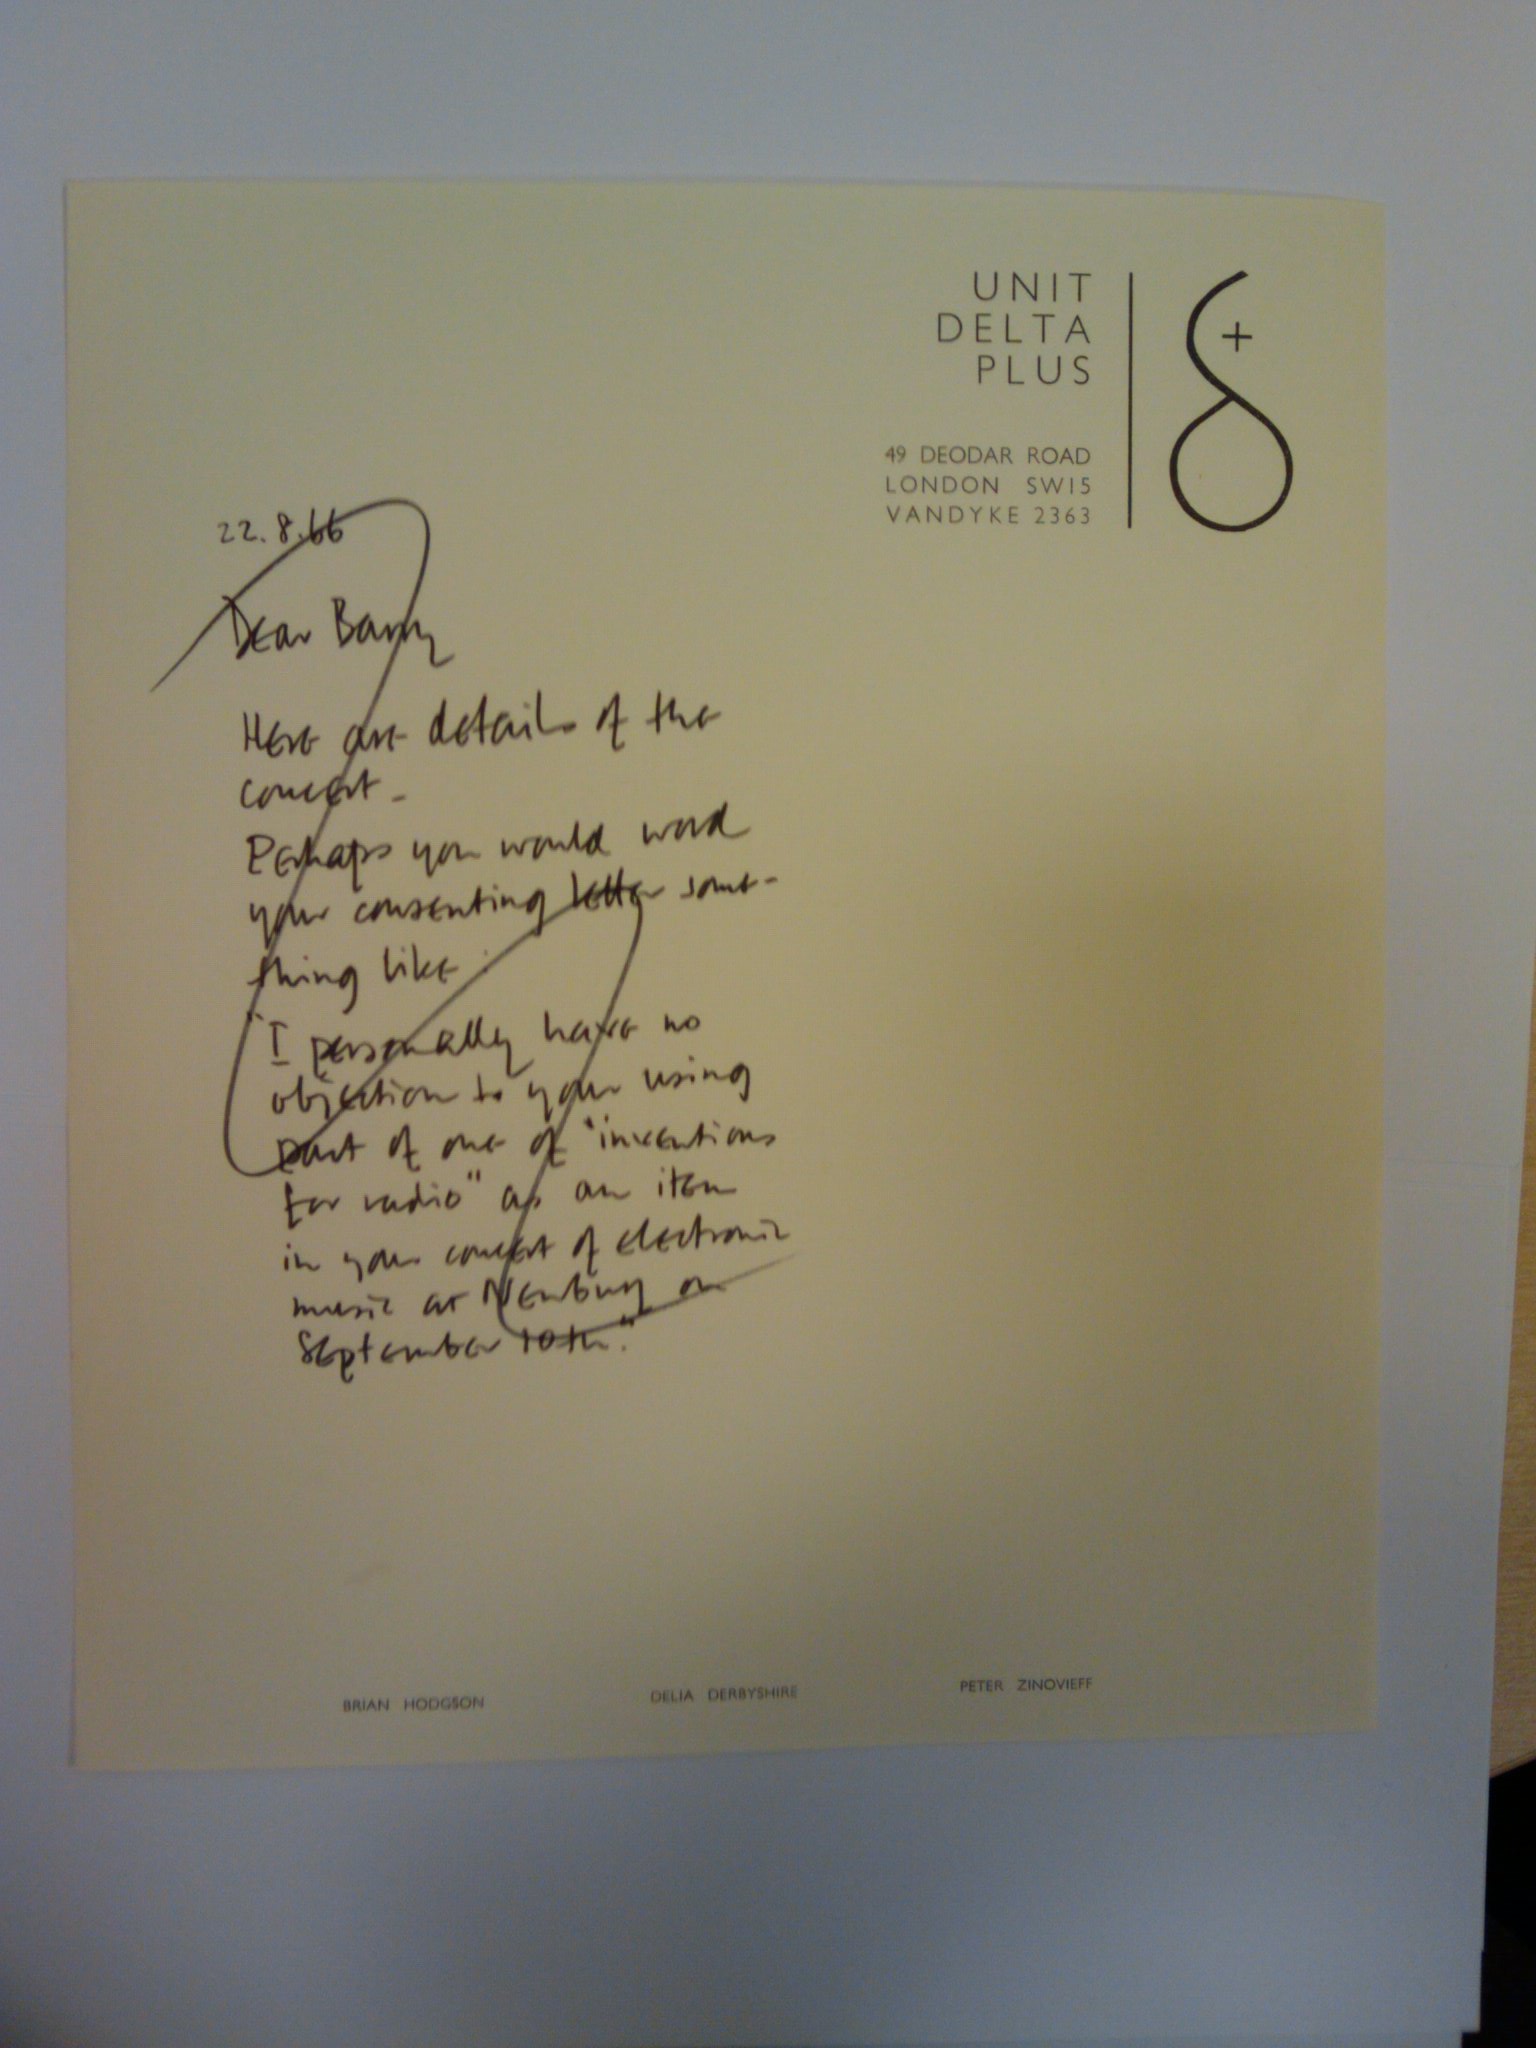 UNIT
DELTA
PLUS
49 DEODAR ROAD
LONDON SW15
VANDYKE 2363
δ+
22.8.66
Dear Barry
Here are details of the
concert -
Perhaps you would word
your consenting letter some-
thing like :
"I personally have no
objection to your using
part of one of "inventions
for radio" as an item
in your concert of electronic
music at Newbury on
September 10th."
BRIAN HODGSON
DELIA DERBYSHIRE
PETER ZINOVIEFF